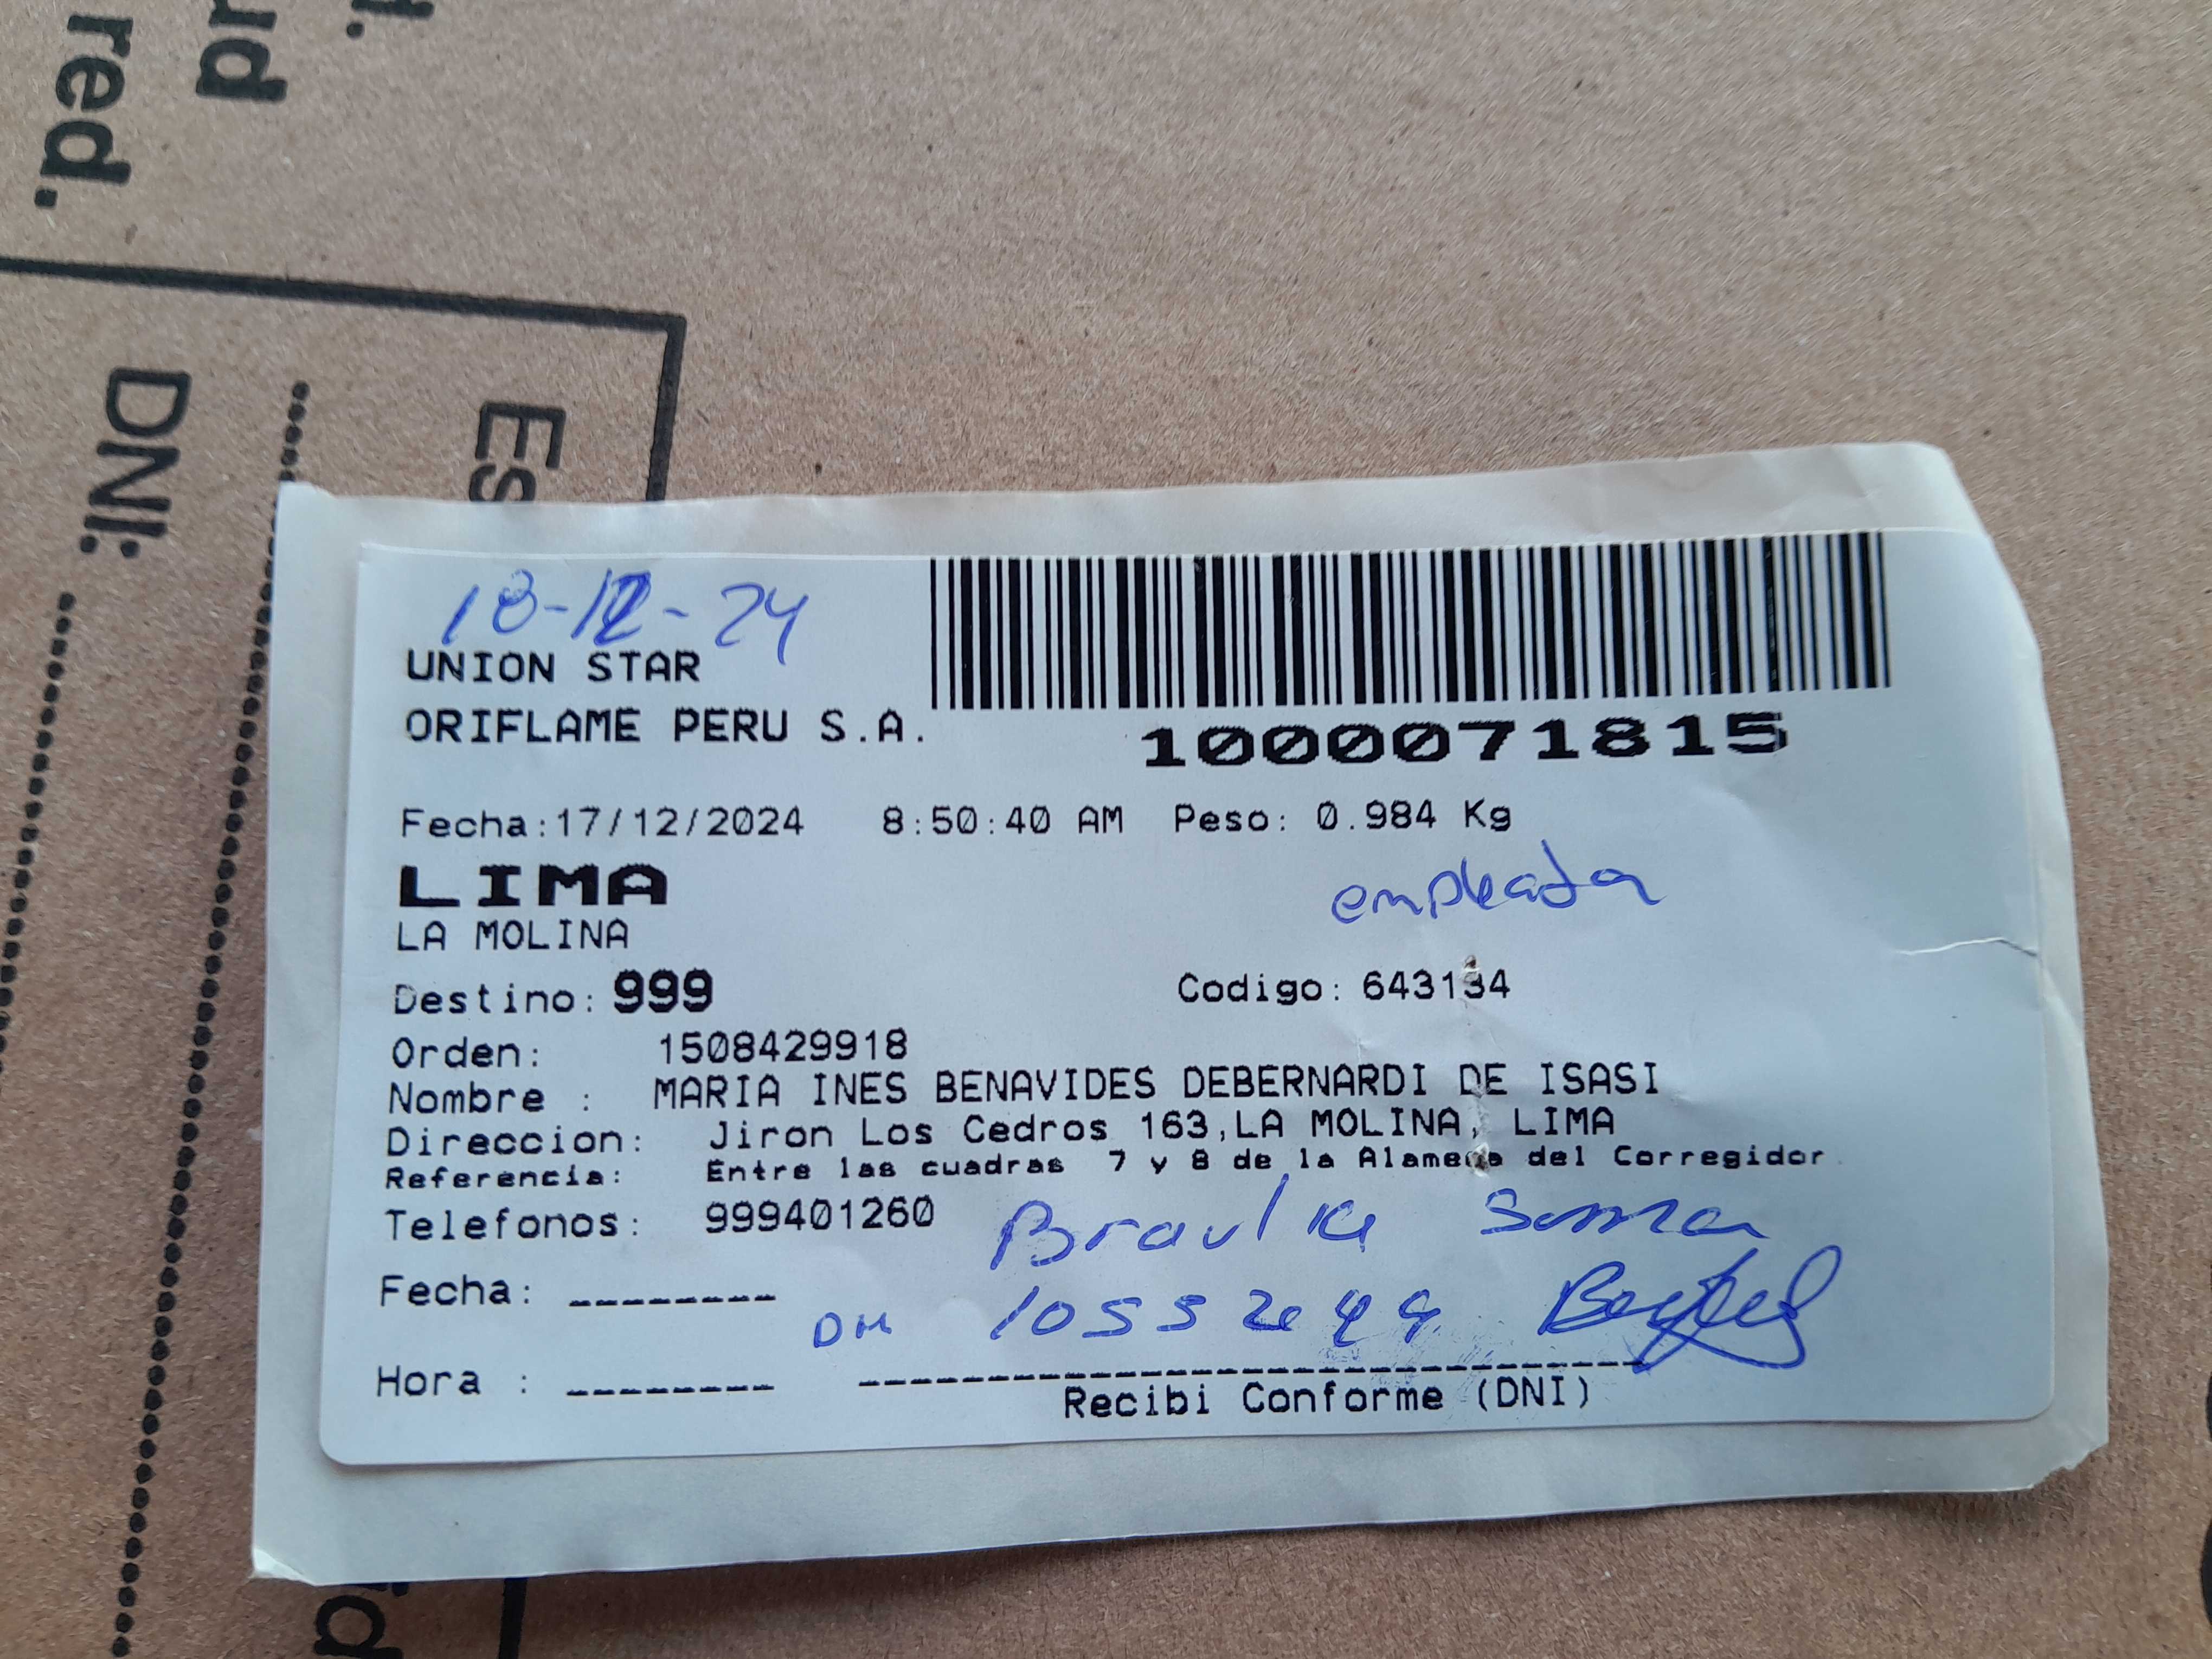 ud
red.
DNI:
ES
18-12-24
UNION STAR
ORIFLAME PERU S.A.
1000071815
Fecha:17/12/2024 8:50:40 AM Peso: 0.984 Kg
LIMA
empleada
LA MOLINA
Destino: 999 Codigo: 643134
Orden: 1508429918
Nombre : MARIA INES BENAVIDES DEBERNARDI DE ISASI
Direccion: Jiron Los Cedros 163,LA MOLINA, LIMA
Referencia: Entre las cuadras 7 y 8 de la Alameda del Corregidor
Telefonos: 999401260
Braulia
Fecha: --------
Hora : --------
Recibi Conforme (DNI)